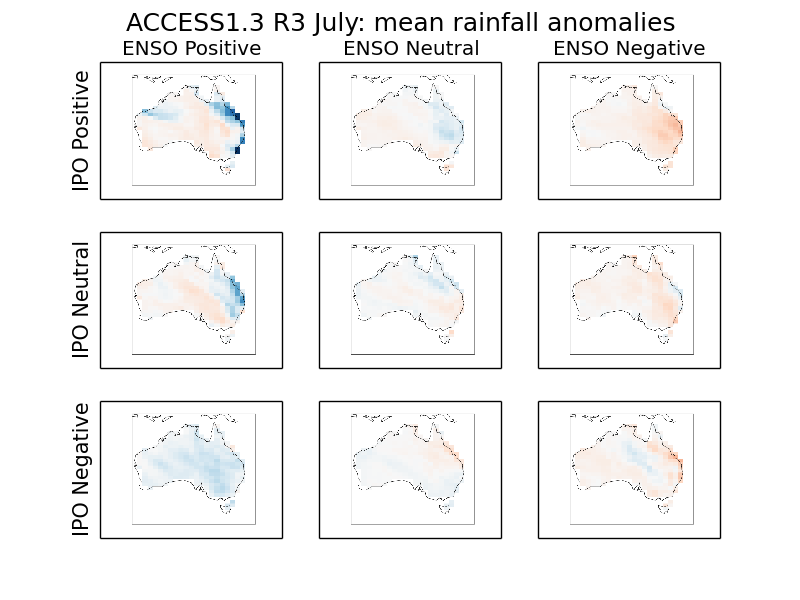 ACCESS1.3 R3 July: mean rainfall anomalies
ENSO Positive
ENSO Neutral
ENSO Negative
IPO Positive
IPO Neutral
IPO Negative